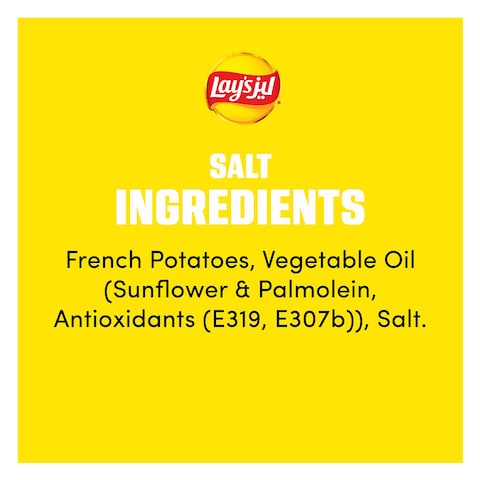 Lay's ليز
SALT
INGREDIENTS
French Potatoes, Vegetable Oil
(Sunflower & Palmolein,
Antioxidants (E319, E307b)), Salt.